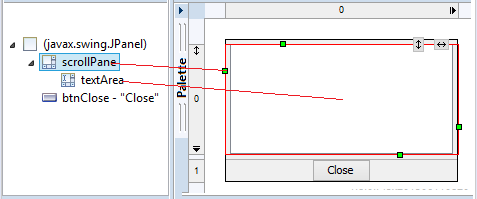 (javax.swing.JPanel)
scrollPane
textArea
btnClose - "Close"
Palette
0
0
1
Close